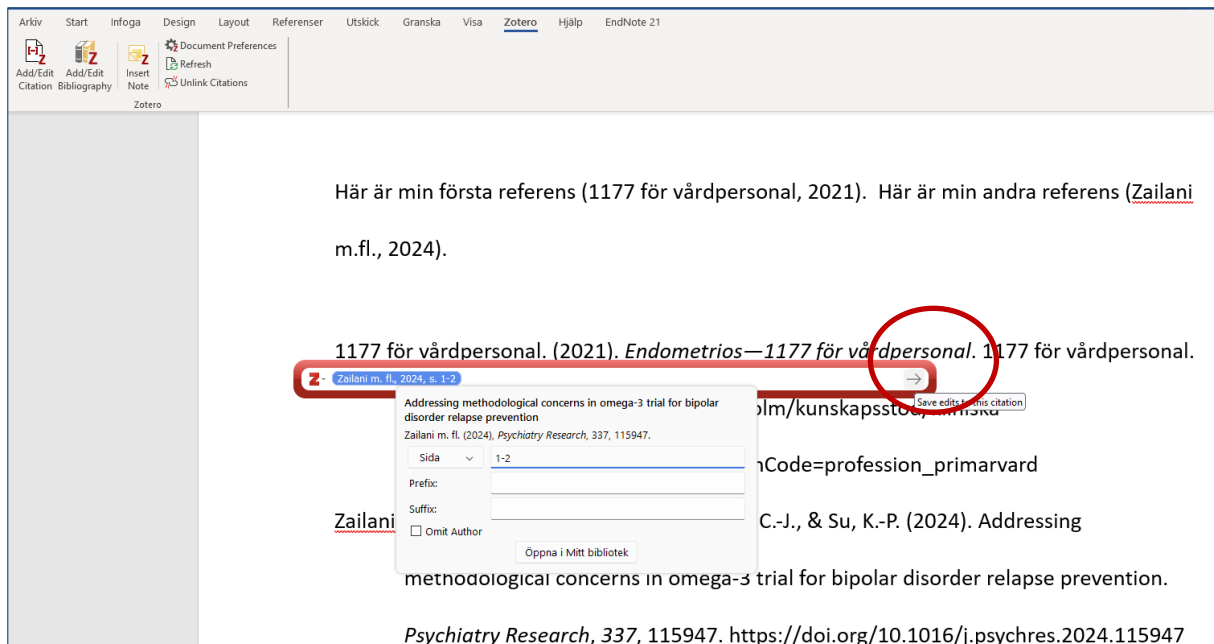 Arkiv Start Infoga Design Layout Referenser Utskick Granska Visa Zotero Hjälp EndNote 21
Add/Edit Citation
Add/Edit Bibliography
Insert Note
Document Preferences
Refresh
Unlink Citations
Zotero
Här är min första referens (1177 för vårdpersonal, 2021).  Här är min andra referens (Zailani
m.fl., 2024).
1177 för vårdpersonal. (2021). Endometrios—1177 för vårdpersonal. 1177 för vårdpersonal.
Z Zailani m. fl., 2024, s. 1-2 →
Save edits to this citation
Addressing methodological concerns in omega-3 trial for bipolar
disorder relapse prevention
Zailani m. fl. (2024), Psychiatry Research, 337, 115947.
Sida 1-2
Prefix:
Suffix:
Omit Author
Öppna i Mitt bibliotek
Code=profession_primarvard
Zailani C.-J., & Su, K.-P. (2024). Addressing
methodological concerns in omega-3 trial for bipolar disorder relapse prevention.
Psychiatry Research, 337, 115947. https://doi.org/10.1016/j.psychres.2024.115947